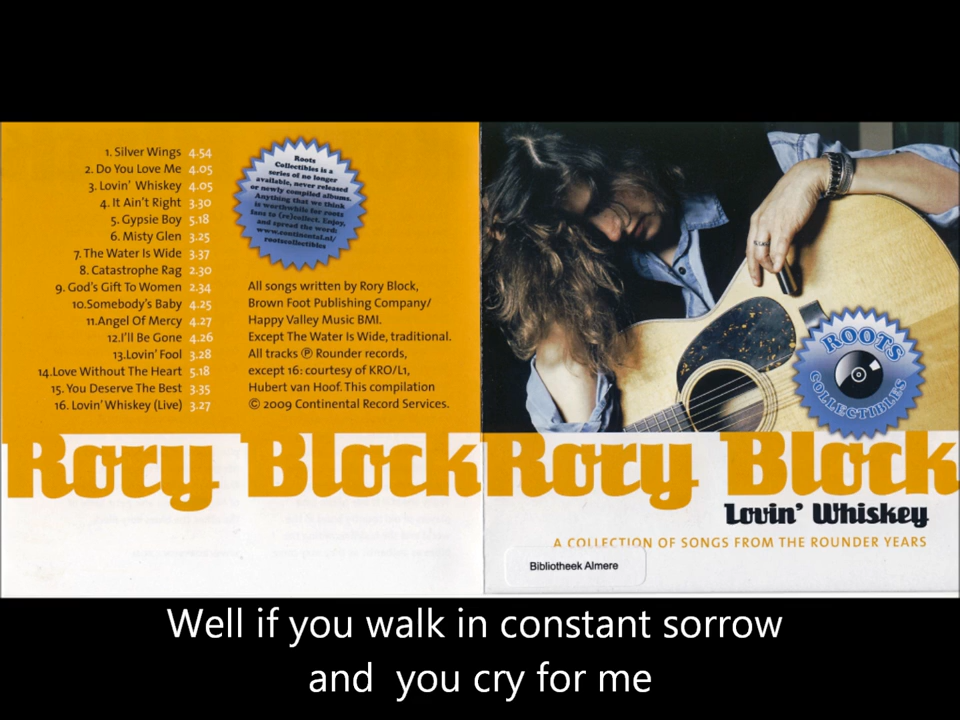 1. Silver Wings 4.54
2. Do You Love Me 4.05
3. Lovin' Whiskey 4.05
4. It Ain't Right 3.30
5. Gypsie Boy 5.18
6. Misty Glen 3.25
7. The Water Is Wide 3.37
8. Catastrophe Rag 2.30
9. God's Gift To Women 2.34
10.Somebody's Baby 4.25
11.Angel Of Mercy 4.27
12.I'll Be Gone 4.26
13.Lovin' Fool 3.28
14.Love Without The Heart 5.18
15. You Deserve The Best 3.35
16. Lovin' Whiskey (Live) 3.27
Roots
Collectibles is a
series of no longer
available, never released
or newly compiled albums.
Anything that we think
is worthwhile for roots
fans to (re)collect. Enjoy,
and spread the word:
www.continental.nl/
rootscollectibles
All songs written by Rory Block,
Brown Foot Publishing Company/
Happy Valley Music BMI.
Except The Water Is Wide, traditional.
All tracks ℗ Rounder records,
except 16: courtesy of KRO/L1,
Hubert van Hoof. This compilation
© 2009 Continental Record Services.
Rory Block
ROOTS
COLLECTIBLES
Rory Block
Lovin' Whiskey
A COLLECTION OF SONGS FROM THE ROUNDER YEARS
Bibliotheek Almere
Well if you walk in constant sorrow
and you cry for me